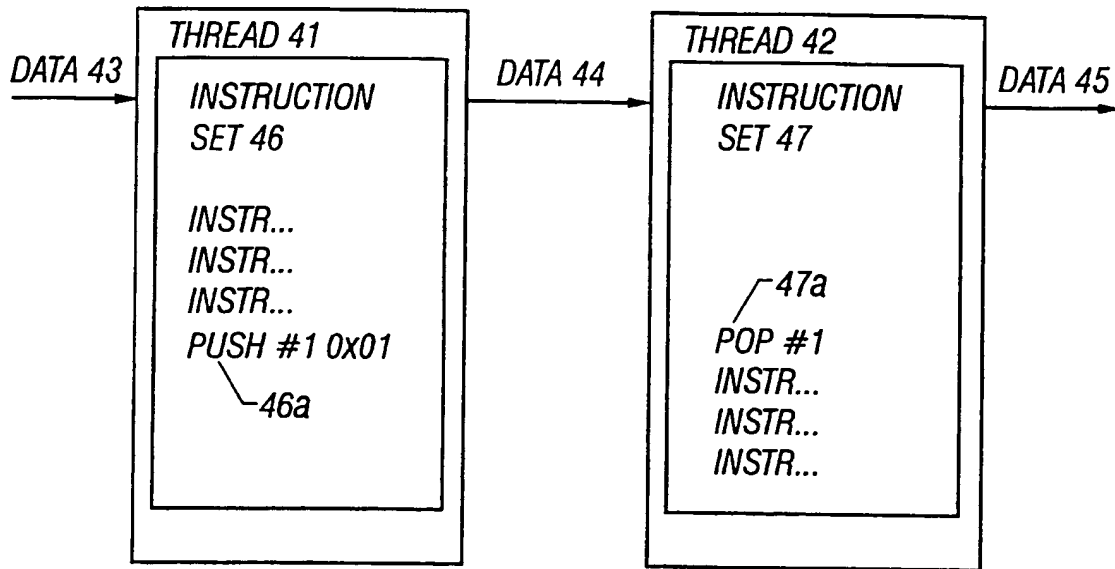 DATA 43
THREAD 41
INSTRUCTION
SET 46
INSTR...
INSTR...
INSTR...
PUSH #1 0x01
46a
DATA 44
THREAD 42
INSTRUCTION
SET 47
47a
POP #1
INSTR...
INSTR...
INSTR...
DATA 45